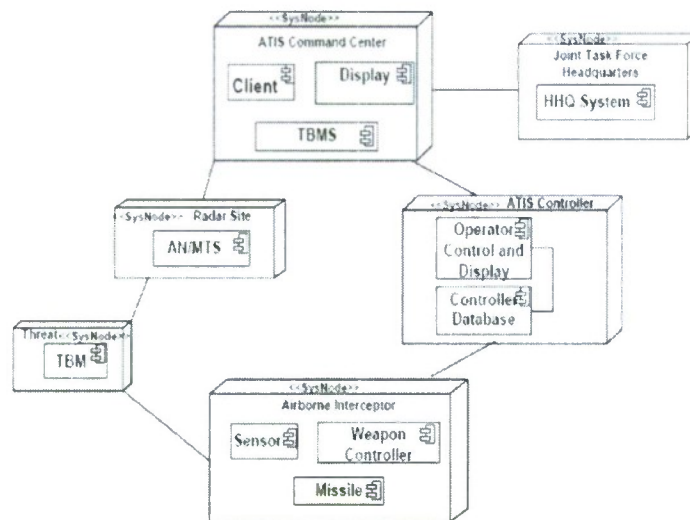 <<SysNode>>
ATIS Command Center
Client
Display
TBMS
<<SysNode>>
Joint Task Force
Headquarters
HHQ System
<<SysNode>> Radar Site
AN/MTS
<<SysNode>> ATIS Controller
Operator
Control and
Display
Controller
Database
Threat<<SysNode>>
TBM
<<SysNode>>
Airborne Interceptor
Sensor
Weapon
Controller
Missile